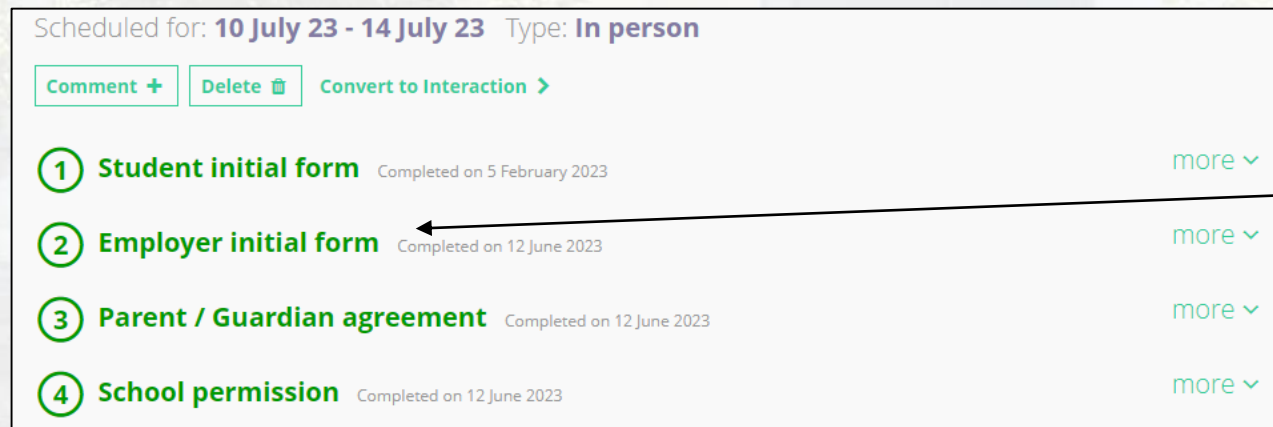 Scheduled for: 10 July 23 - 14 July 23 Type: In person
Comment + Delete Convert to Interaction >
1 Student initial form Completed on 5 February 2023 more
2 Employer initial form Completed on 12 June 2023 more
3 Parent / Guardian agreement Completed on 12 June 2023 more
4 School permission Completed on 12 June 2023 more